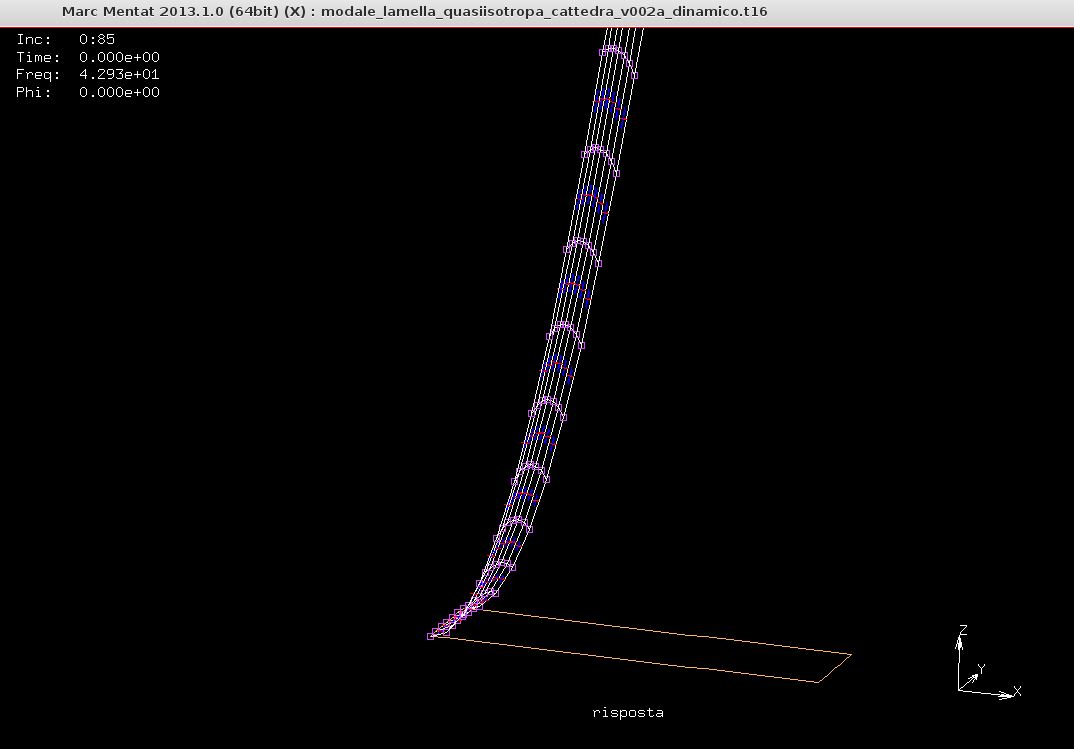 Marc Mentat 2013.1.0 (64bit) (X) : modale_lamella_quasiisotropa_cattedra_v002a_dinamico.t16
Inc: 0:85
Time: 0.000e+00
Freq: 4.293e+01
Phi: 0.000e+00
Z
Y
X
risposta